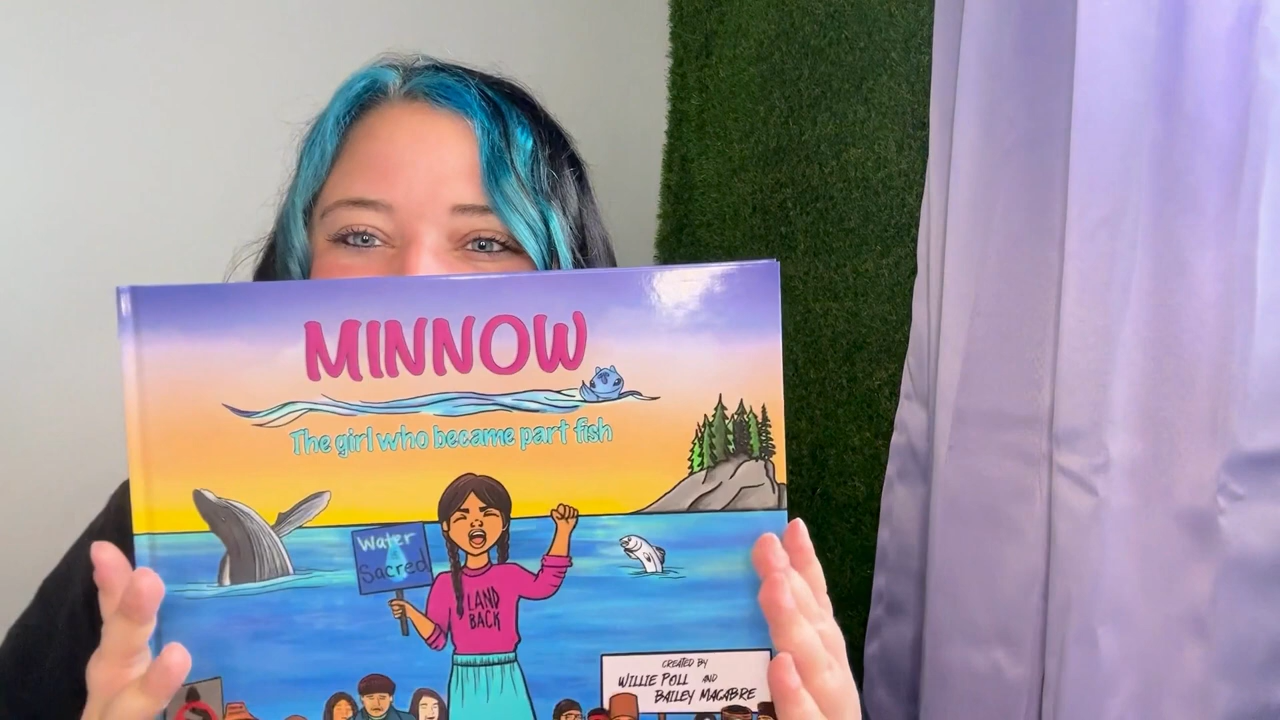 MINNOW
The girl who became part fish
Water
Sacred
LAND
BACK
CREATED BY
WILLIE POLL AND
BAILEY MACABRE